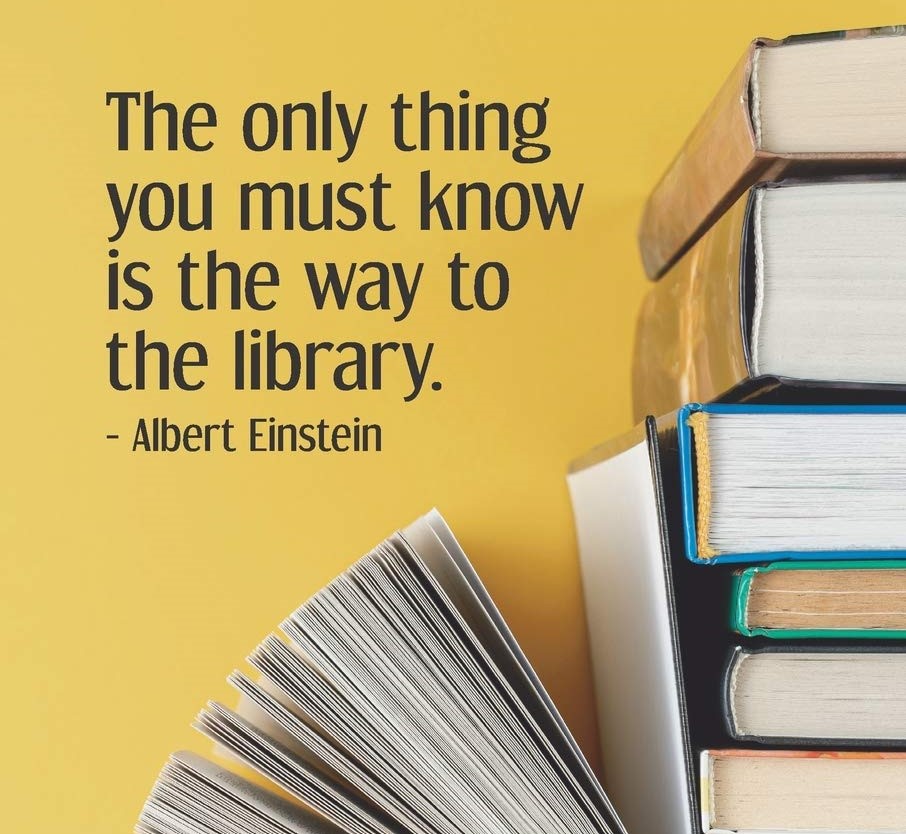 The only thing
you must know
is the way to
the library.
- Albert Einstein